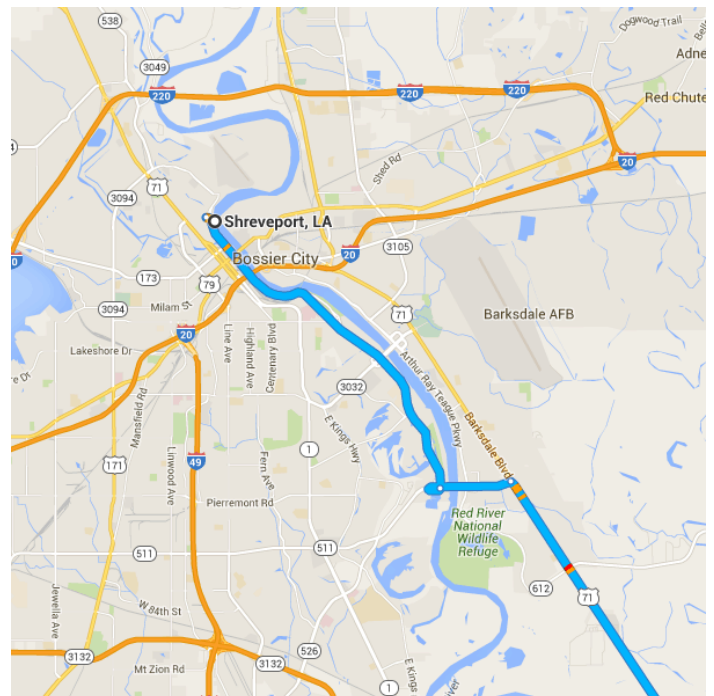 538
Dogwood Trail
3049
Adne
220
220
220
Red Chute
20
Shed Rd
71
3094
Shreveport, LA
3105
Bossier City
20
173
79
71
Barksdale AFB
3094
Milam St
20
Line Ave
Highland Ave
Centenary Blvd
Lakeshore Dr
Arthur Ray Teague Pkwy
re Dr
3032
Mansfield Rd
Barksdale Blvd
E Kings Hwy
1
171
Linwood Ave
49
Fern Ave
Pierremont Rd
Red River
National
Wildlife
Refuge
511
511
612
71
Jewella Ave
W 84th St
526
3132
3132
Mt Zion Rd
1
River